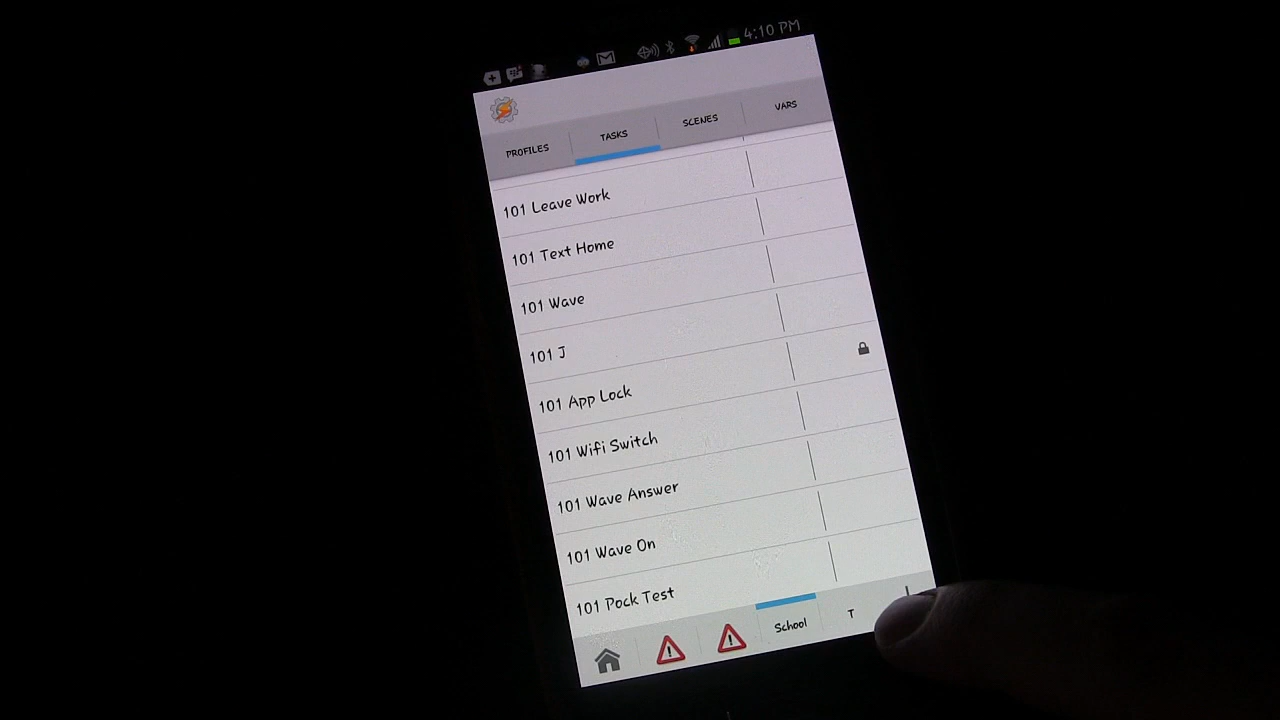 4:10 PM
PROFILES TASKS SCENES VARS
101 Leave Work
101 Text Home
101 Wave
101 J
101 App Lock
101 Wifi Switch
101 Wave Answer
101 Wave On
101 Pock Test
School T